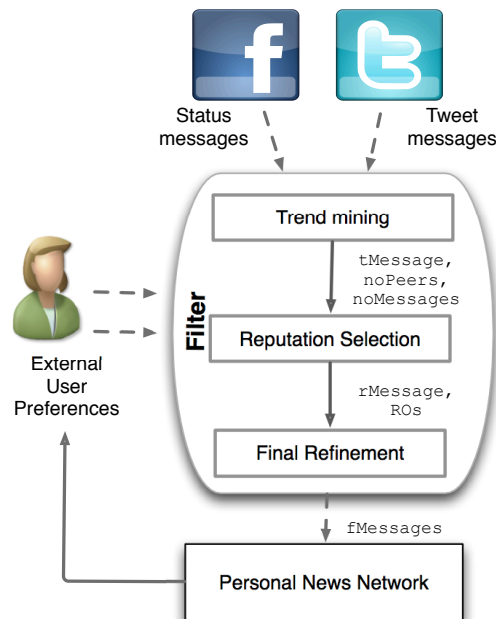 f
t
Status
messages
Tweet
messages
Trend mining
tMessage,
noPeers,
noMessages
Filter
Reputation Selection
External
User
Preferences
rMessage,
ROs
Final Refinement
fMessages
Personal News Network